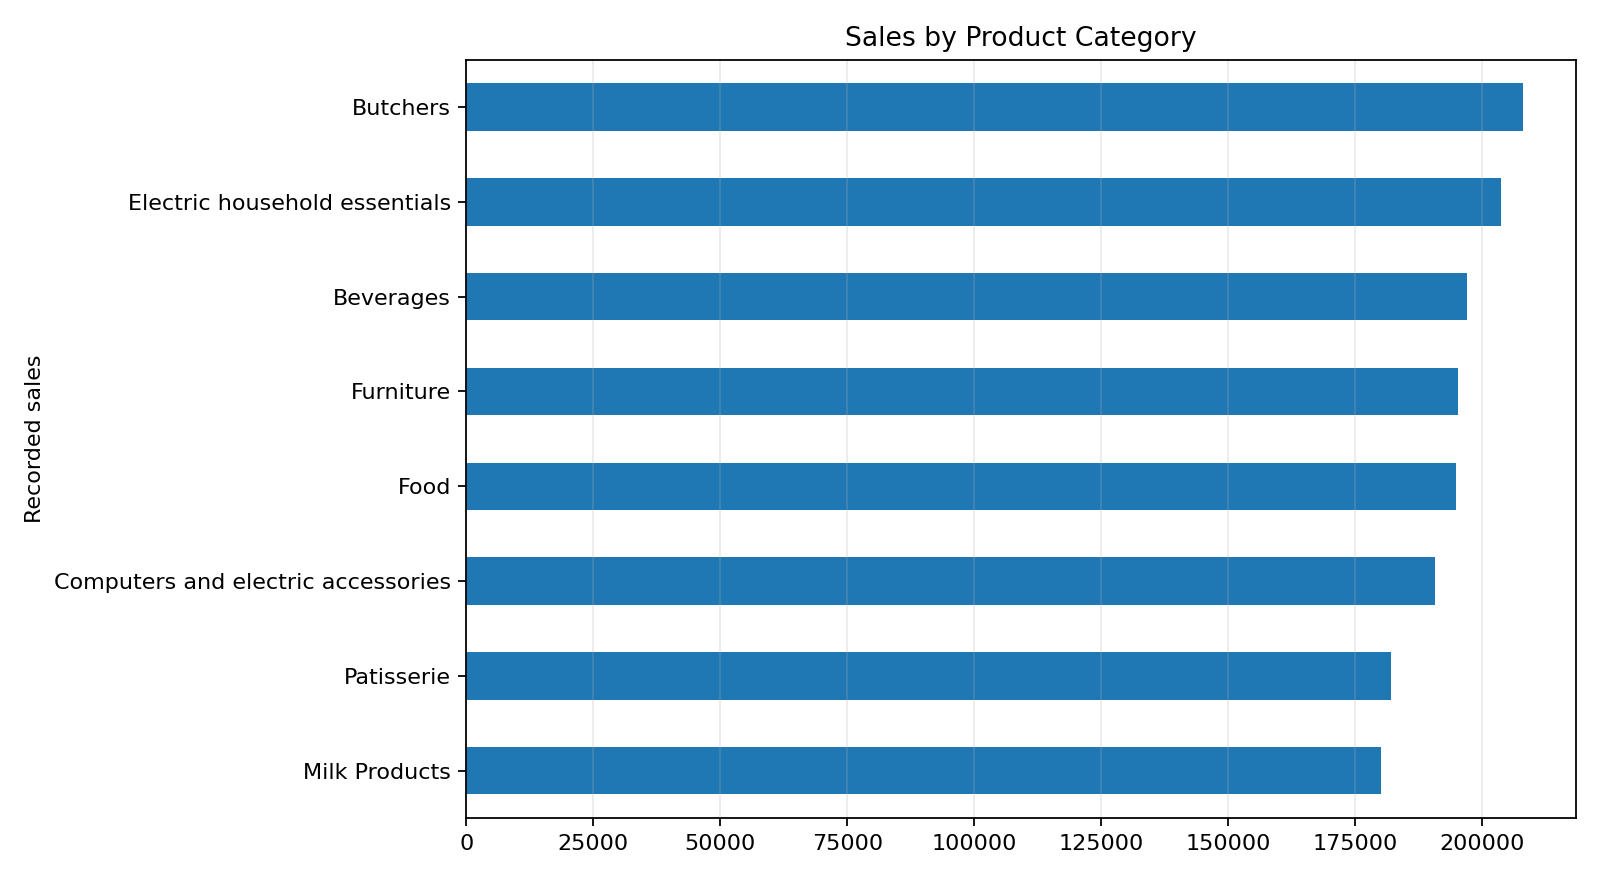 Sales by Product Category
Butchers
Electric household essentials
Beverages
Furniture
Food
Computers and electric accessories
Patisserie
Milk Products
Recorded sales
0 25000 50000 75000 100000 125000 150000 175000 200000